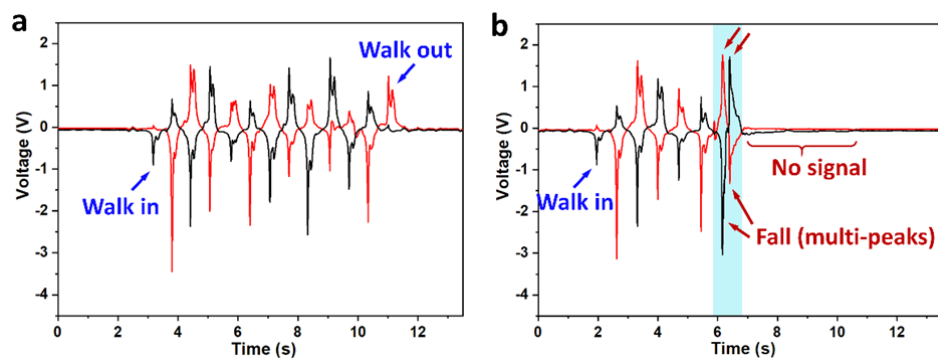 a
2
1
0
-1
-2
-3
-4
Voltage (V)
Walk out
Walk in
0 2 4 6 8 10 12
Time (s)
b
2
1
0
-1
-2
-3
-4
Voltage (V)
Walk in
No signal
Fall (multi-peaks)
0 2 4 6 8 10 12
Time (s)